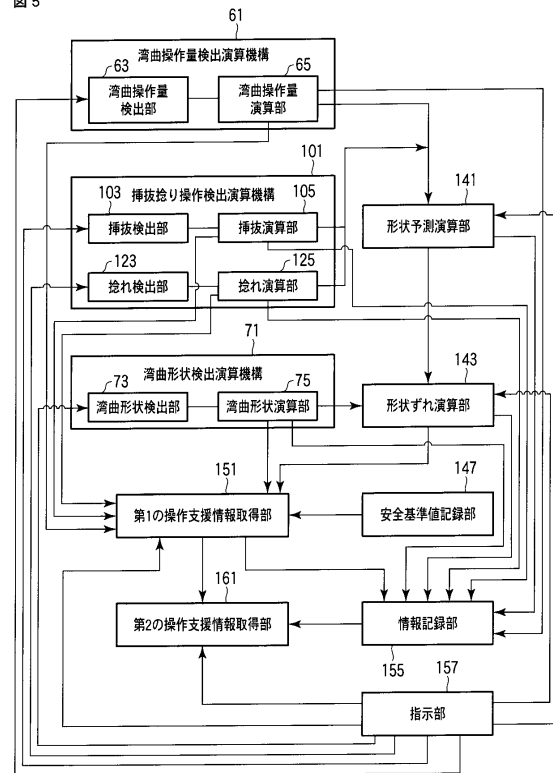 図5
61
湾曲操作量検出演算機構
63
65
湾曲操作量
検出部
湾曲操作量
演算部
101
挿抜捻り操作検出演算機構
103
105
141
挿抜検出部
挿抜演算部
形状予測演算部
123
125
捻れ検出部
捻れ演算部
71
湾曲形状検出演算機構
73
75
143
湾曲形状検出部
湾曲形状演算部
形状ずれ演算部
151
147
第1の操作支援情報取得部
安全基準値記録部
161
第2の操作支援情報取得部
情報記録部
155
157
指示部